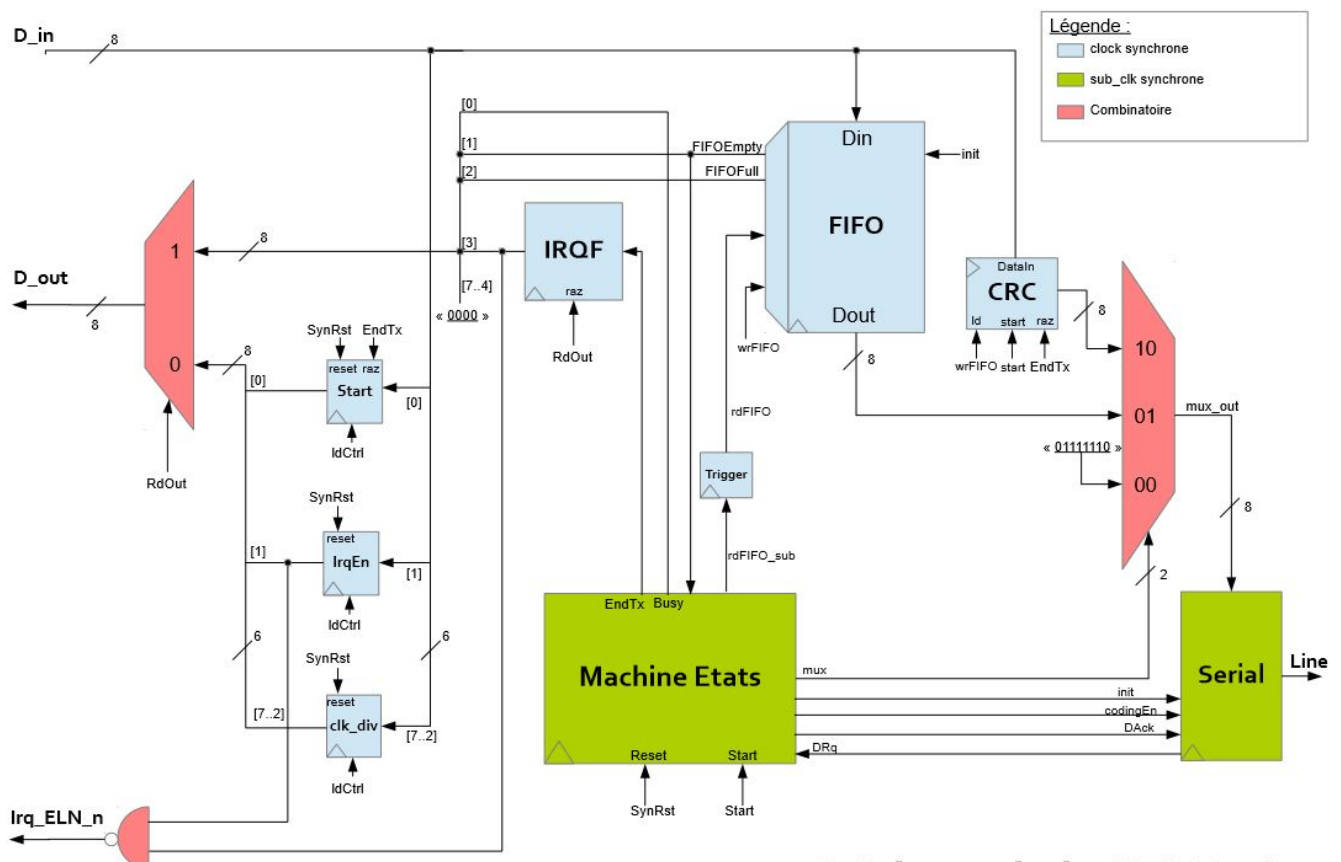 Légende :
clock synchrone
sub_clk synchrone
Combinatoire
D_in
8
[0]
[1]
FIFOEmpty
[2]
FIFOFull
Din
init
FIFO
Dout
8
wrFIFO
rdFIFO
Trigger
rdFIFO_sub
1
8
[3]
IRQF
raz
RdOut
[7..4]
« 0000 »
D_out
8
0
8
RdOut
SynRst
EndTx
reset raz
Start
[0]
[0]
ldCtrl
SynRst
reset
IrqEn
[1]
[1]
ldCtrl
6
6
SynRst
reset
clk_div
[7..2]
[7..2]
ldCtrl
Irq_ELN_n
DataIn
CRC
ld start raz
wrFIFO start EndTx
8
10
01
« 01111110 »
00
mux_out
8
2
EndTx Busy
Machine Etats
Reset Start
SynRst
Start
mux
init
codingEn
DAck
DRq
Serial
Line